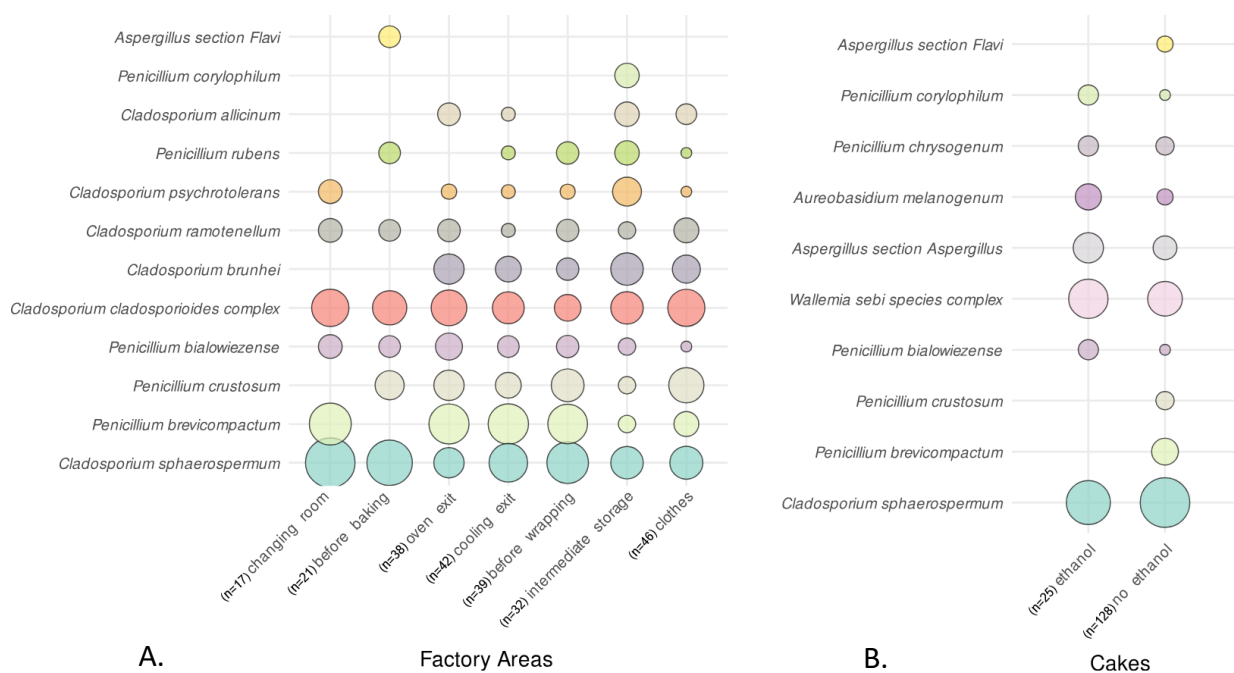 Aspergillus section Flavi
Penicillium corylophilum
Cladosporium allicinum
Penicillium rubens
Cladosporium psychrotolerans
Cladosporium ramotenellum
Cladosporium brunhei
Cladosporium cladosporioides complex
Penicillium bialowiezense
Penicillium crustosum
Penicillium brevicompactum
Cladosporium sphaerospermum
(n=17) changing room
(n=21) before baking
(n=38) oven exit
(n=42) cooling exit
(n=39) before wrapping
(n=32) intermediate storage
(n=46) clothes
A.
Factory Areas
Aspergillus section Flavi
Penicillium corylophilum
Penicillium chrysogenum
Aureobasidium melanogenum
Aspergillus section Aspergillus
Wallemia sebi species complex
Penicillium bialowiezense
Penicillium crustosum
Penicillium brevicompactum
Cladosporium sphaerospermum
(n=25) ethanol
(n=128) no ethanol
B.
Cakes